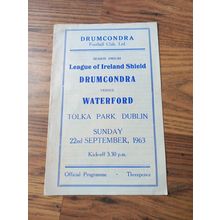 DRUMCONDRA
Football Club, Ltd.
SEASON 1963/64
League of Ireland Shield
DRUMCONDRA
VERSUS
WATERFORD
TOLKA PARK DUBLIN
SUNDAY
22nd SEPTEMBER, 1963
Kick-off 3.30 p.m.
Official Programme - Threepence